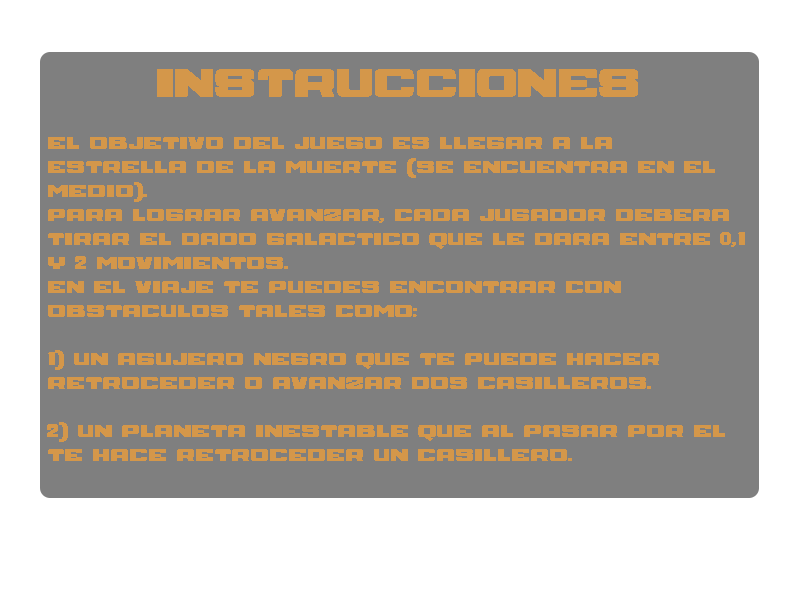 INSTRUCCIONES
EL OBJETIVO DEL JUEGO ES LLEGAR A LA
ESTRELLA DE LA MUERTE (SE ENCUENTRA EN EL
MEDIO).
PARA LOGRAR AVANZAR, CADA JUGADOR DEBERA
TIRAR EL DADO GALACTICO QUE LE DARA ENTRE 0,1
Y 2 MOVIMIENTOS.
EN EL VIAJE TE PUEDES ENCONTRAR CON
OBSTACULOS TALES COMO:
1) UN AGUJERO NEGRO QUE TE PUEDE HACER
RETROCEDER O AVANZAR DOS CASILLEROS.
2) UN PLANETA INESTABLE QUE AL PASAR POR EL
TE HACE RETROCEDER UN CASILLERO.